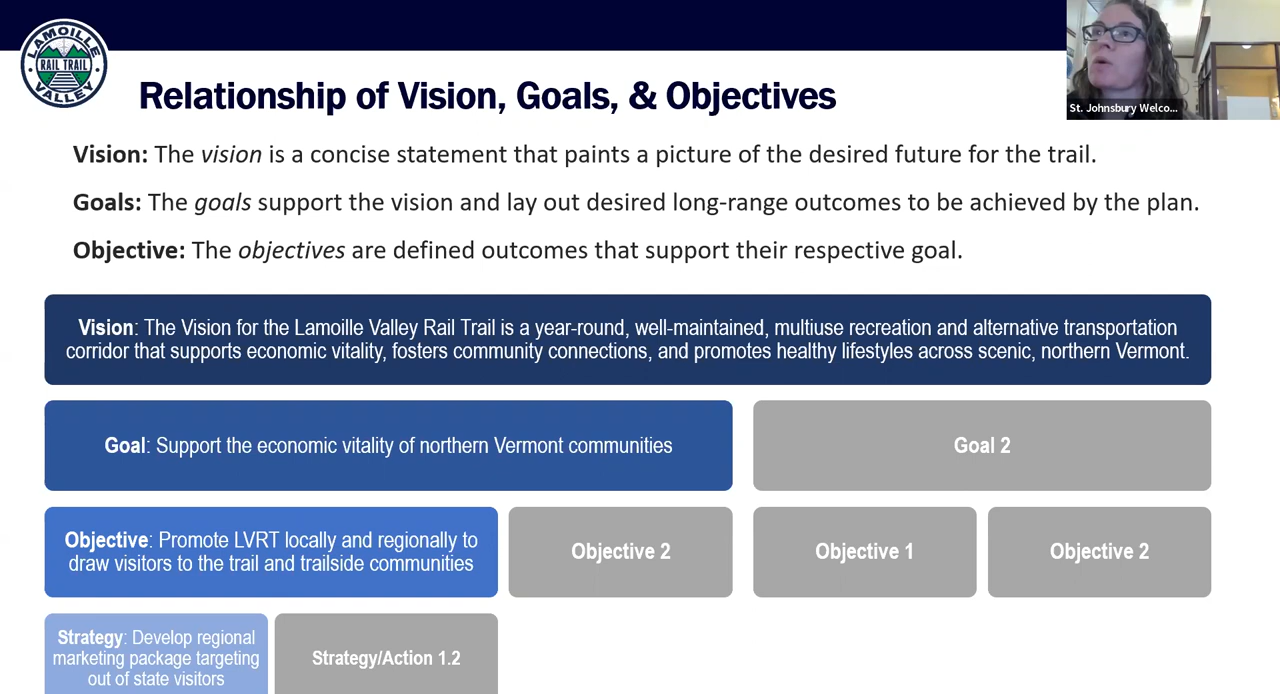 LAMOILLE
RAIL TRAIL
VALLEY
St. Johnsbury Welco...
Relationship of Vision, Goals, & Objectives
Vision: The vision is a concise statement that paints a picture of the desired future for the trail.
Goals: The goals support the vision and lay out desired long-range outcomes to be achieved by the plan.
Objective: The objectives are defined outcomes that support their respective goal.
Vision: The Vision for the Lamoille Valley Rail Trail is a year-round, well-maintained, multiuse recreation and alternative transportation
corridor that supports economic vitality, fosters community connections, and promotes healthy lifestyles across scenic, northern Vermont.
Goal: Support the economic vitality of northern Vermont communities
Goal 2
Objective: Promote LVRT locally and regionally to
draw visitors to the trail and trailside communities
Objective 2
Objective 1
Objective 2
Strategy: Develop regional
marketing package targeting
out of state visitors
Strategy/Action 1.2